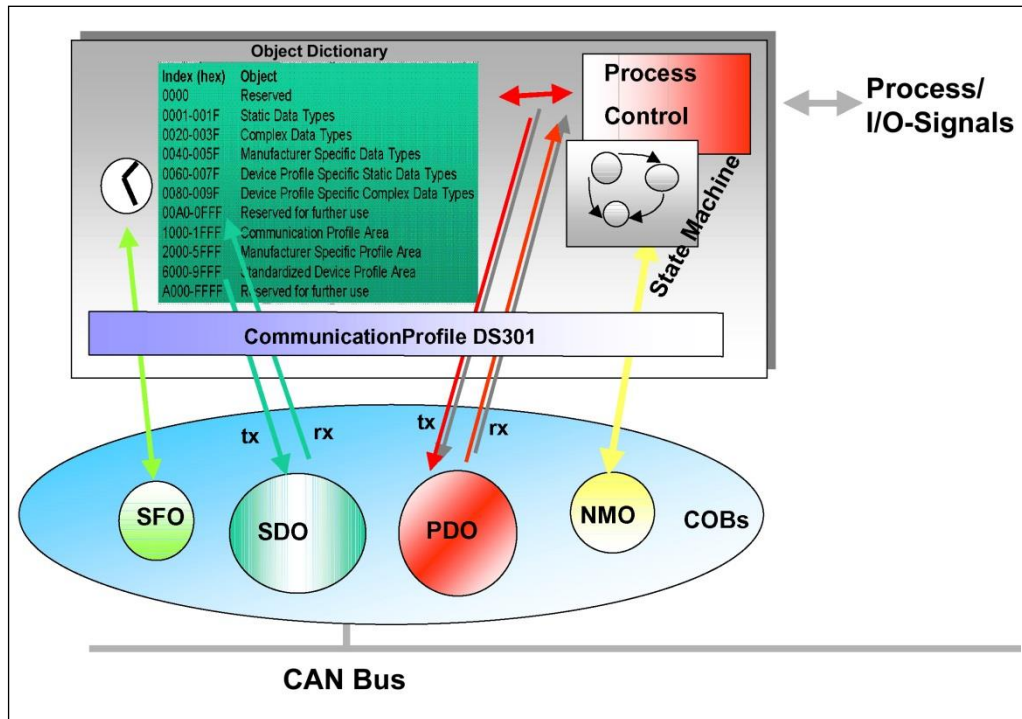 Object Dictionary
Index (hex) Object
0000 Reserved
0001-001F Static Data Types
0020-003F Complex Data Types
0040-005F Manufacturer Specific Data Types
0060-007F Device Profile Specific Static Data Types
0080-009F Device Profile Specific Complex Data Types
00A0-0FFF Reserved for further use
1000-1FFF Communication Profile Area
2000-5FFF Manufacturer Specific Profile Area
6000-9FFF Standardized Device Profile Area
A000-FFFF Reserved for further use
Process
Control
State Machine
Process/
I/O-Signals
CommunicationProfile DS301
tx
rx
tx
rx
SFO
SDO
PDO
NMO
COBs
CAN Bus